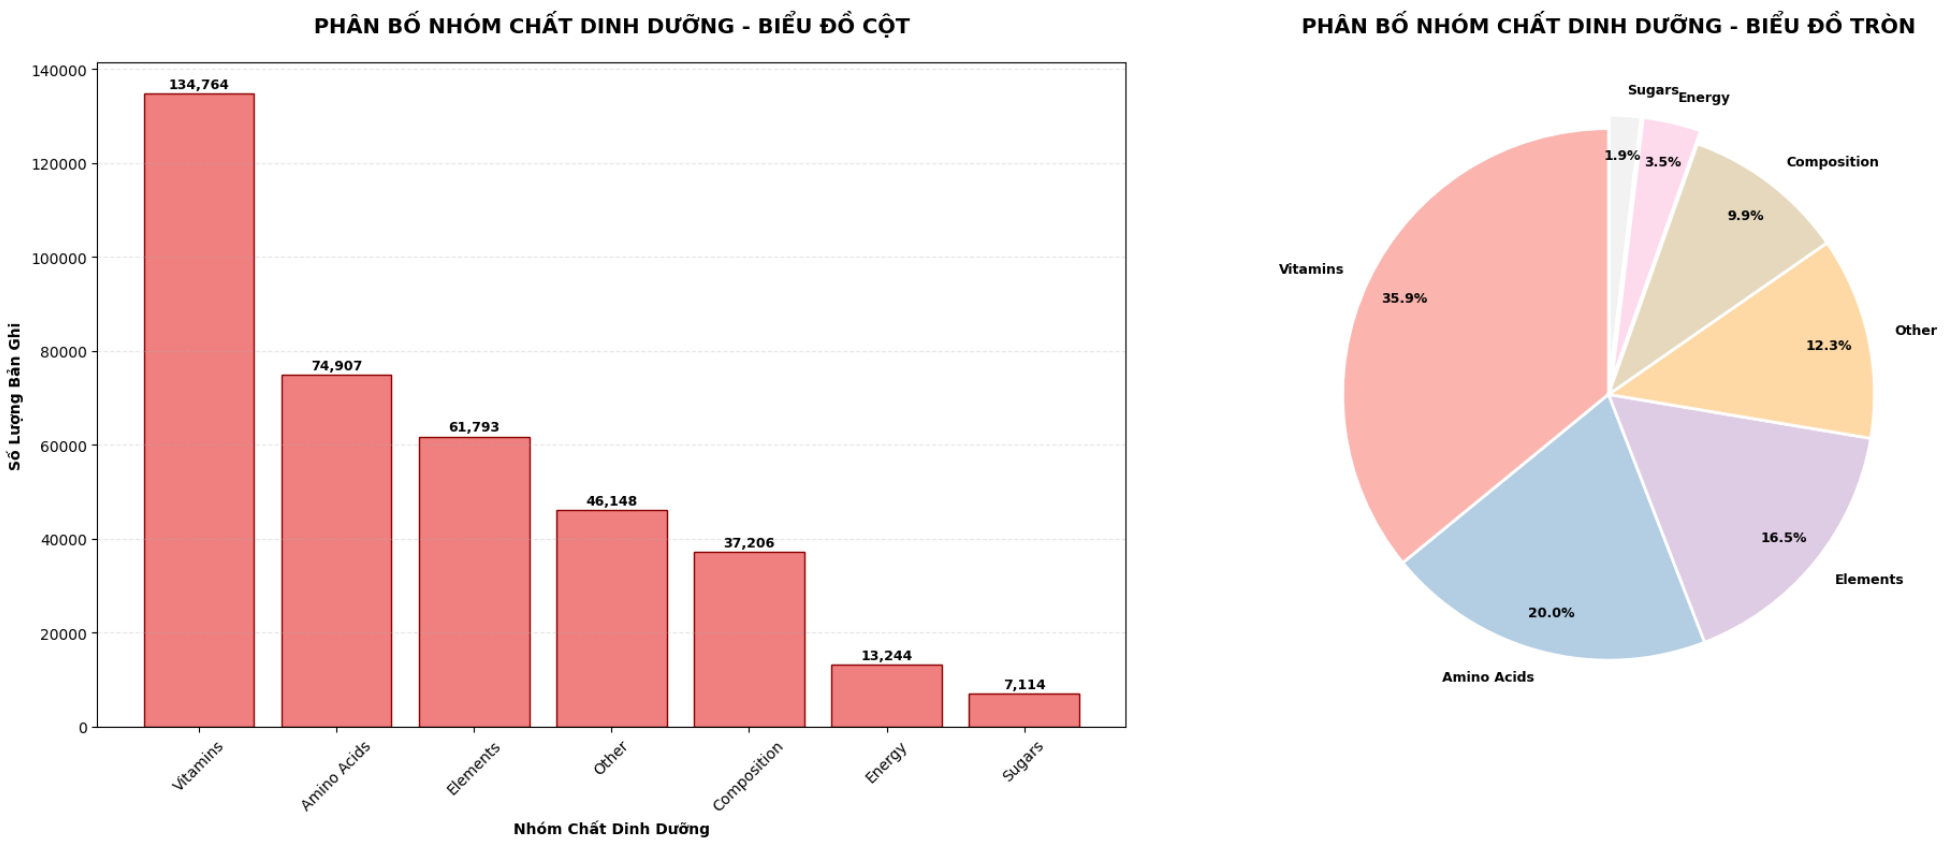 PHÂN BỐ NHÓM CHẤT DINH DƯỠNG - BIỂU ĐỒ CỘT
140000
120000
100000
80000
60000
40000
20000
0
Số Lượng Bản Ghi
134,764
74,907
61,793
46,148
37,206
13,244
7,114
Vitamins
Amino Acids
Elements
Other
Composition
Energy
Sugars
Nhóm Chất Dinh Dưỡng
PHÂN BỐ NHÓM CHẤT DINH DƯỠNG - BIỂU ĐỒ TRÒN
Sugars
Energy
Composition
Other
Elements
Amino Acids
Vitamins
1.9%
3.5%
9.9%
12.3%
16.5%
20.0%
35.9%